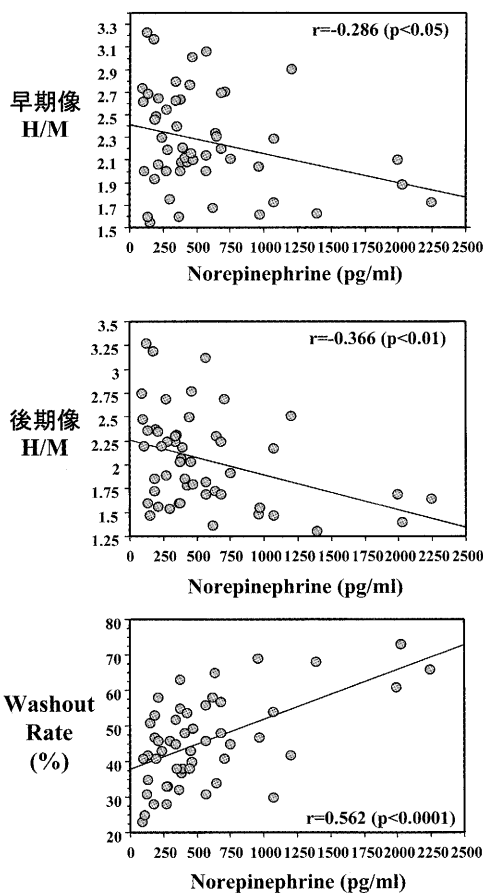 3.3
r=-0.286 (p<0.05)
3.1
2.9
2.7
早期像
2.5
H/M
2.3
2.1
1.9
1.7
1.5
0 250 500 750 1000 1250 1500 1750 2000 2250 2500
Norepinephrine (pg/ml)
3.5
r=-0.366 (p<0.01)
3.25
3
2.75
後期像
2.5
H/M
2.25
2
1.75
1.5
1.25
0 250 500 750 1000 1250 1500 1750 2000 2250 2500
Norepinephrine (pg/ml)
80
70
60
Washout
Rate
50
(%)
40
30
r=0.562 (p<0.0001)
20
0 250 500 750 1000 1250 1500 1750 2000 2250 2500
Norepinephrine (pg/ml)